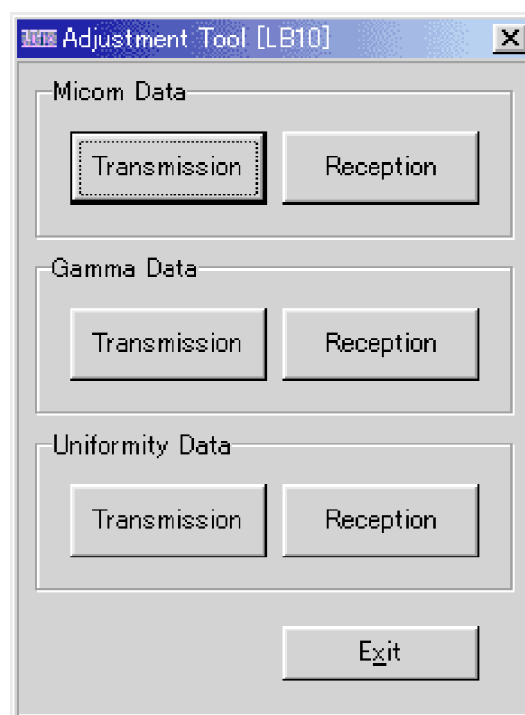 Adjustment Tool [LB10]
Micom Data
Transmission Reception
Gamma Data
Transmission Reception
Uniformity Data
Transmission Reception
Exit